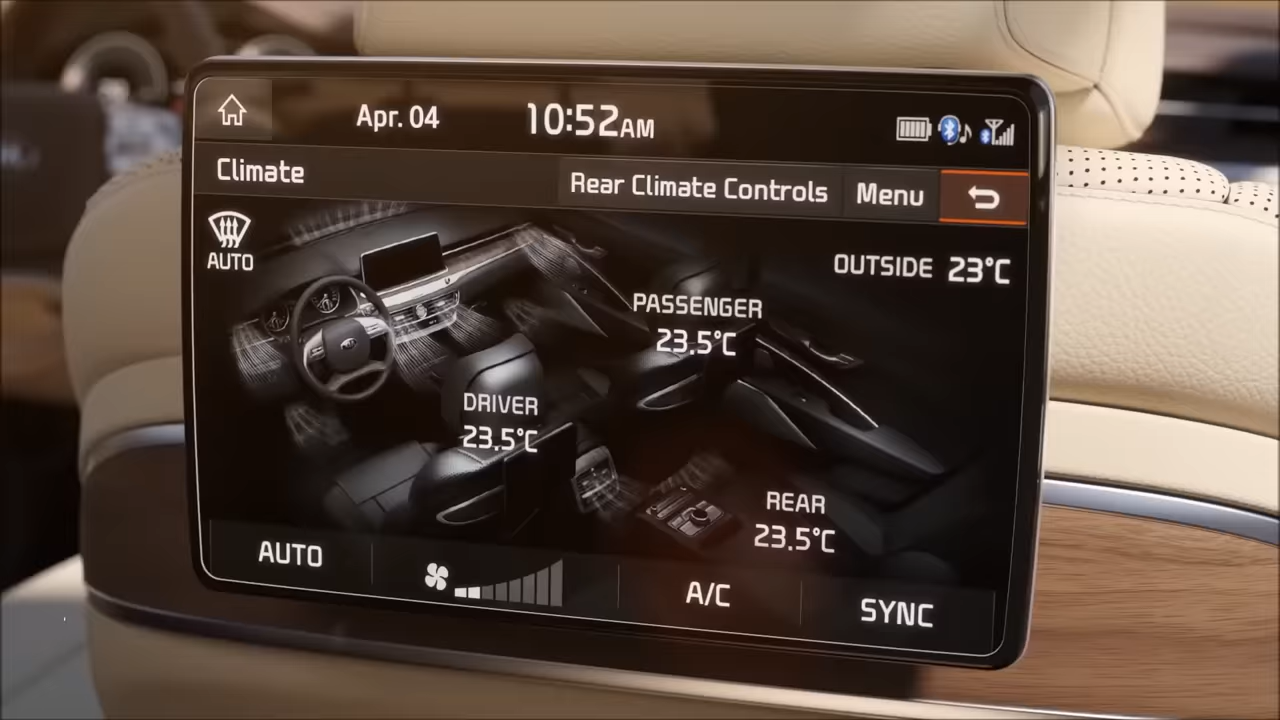 Apr. 04 10:52AM
Climate Rear Climate Controls Menu
AUTO
OUTSIDE 23°C
PASSENGER
23.5°C
DRIVER
23.5°C
REAR
23.5°C
AUTO A/C SYNC